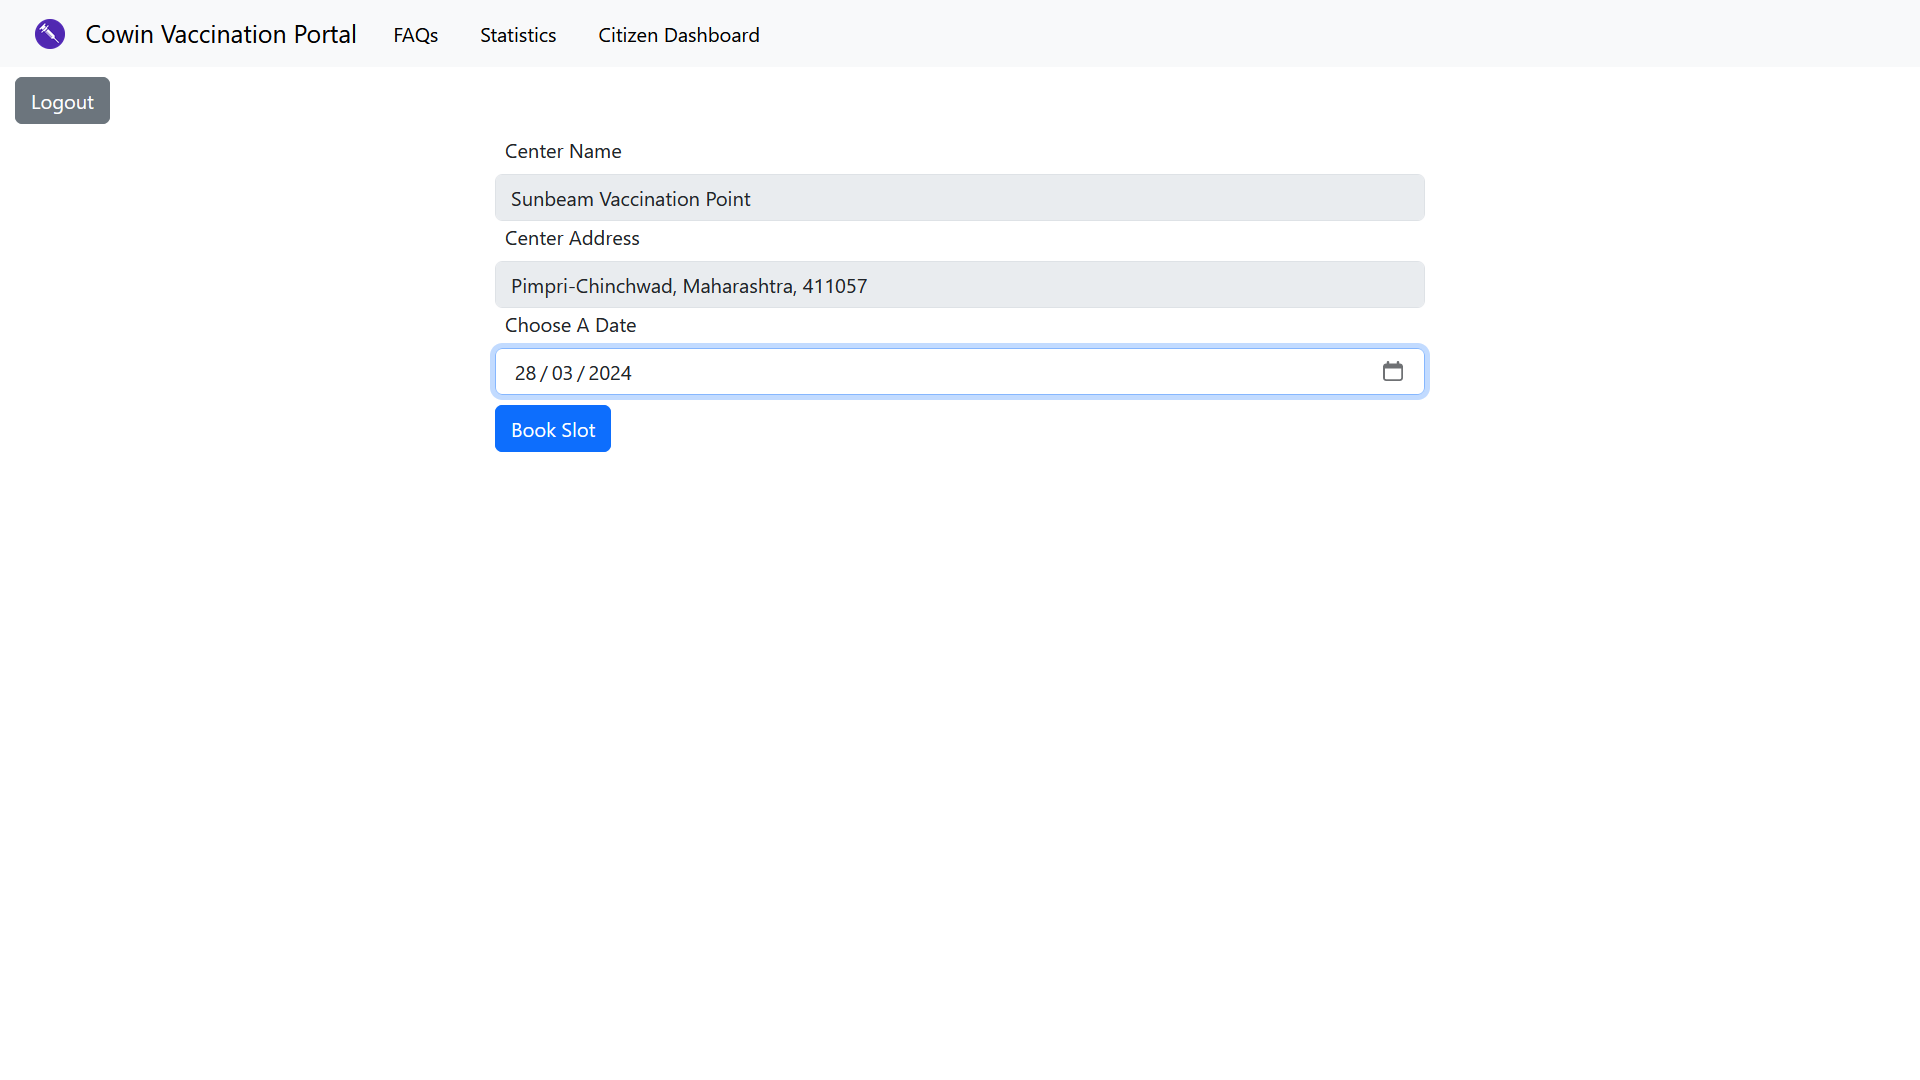 Cowin Vaccination Portal FAQs Statistics Citizen Dashboard
Logout
Center Name
Sunbeam Vaccination Point
Center Address
Pimpri-Chinchwad, Maharashtra, 411057
Choose A Date
28/03/2024
Book Slot